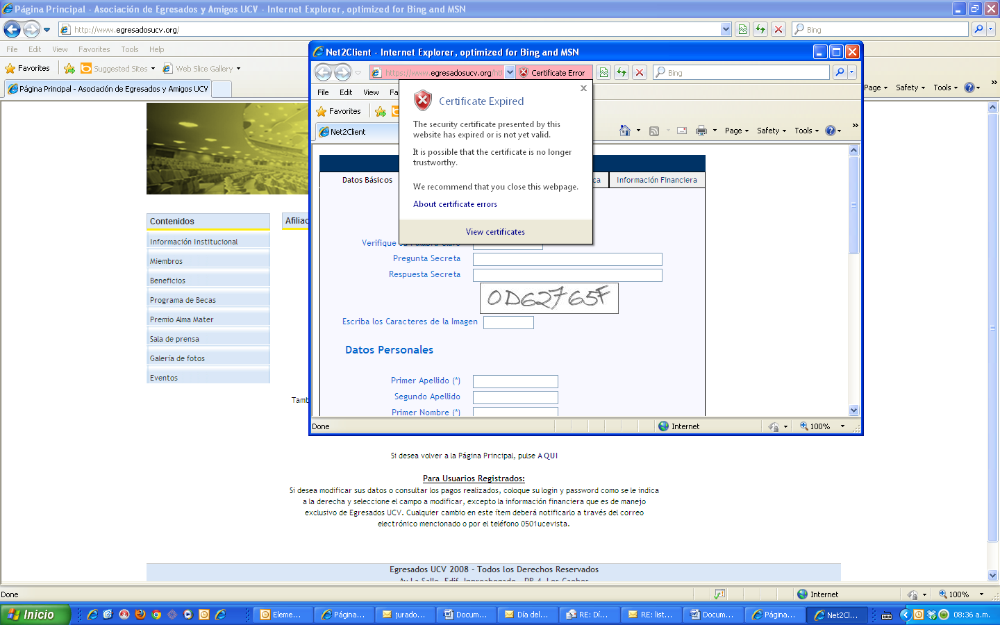 Página Principal - Asociación de Egresados y Amigos UCV - Internet Explorer, optimized for Bing and MSN
http://www.egresadosucv.org/
Bing
File Edit View Favorites Tools Help
Favorites Suggested Sites Web Slice Gallery
Página Principal - Asociación de Egresados y Amigos UCV
Page Safety Tools
Net2Client - Internet Explorer, optimized for Bing and MSN
https://www.egresadosucv.org/ht
Certificate Error
Bing
File Edit View Fa
Favorites
Net2Client
Page Safety Tools
Certificate Expired
The security certificate presented by this
website has expired or is not yet valid.
It is possible that the certificate is no longer
trustworthy.
We recommend that you close this webpage.
About certificate errors
View certificates
Datos Básicos
ca
Información Financiera
Verifique
Pregunta Secreta
Respuesta Secreta
0D62765F
Escriba los Caracteres de la Imagen
Datos Personales
Primer Apellido (*)
Segundo Apellido
Primer Nombre (*)
Done
Internet
100%
Contenidos
Información Institucional
Miembros
Beneficios
Programa de Becas
Premio Alma Mater
Sala de prensa
Galería de fotos
Eventos
Afiliac
Tamb
Si desea volver a la Página Principal, pulse AQUI
Para Usuarios Registrados:
Si desea modificar sus datos o consultar los pagos realizados, coloque su login y password como se le indica
a la derecha y seleccione el campo a modificar, excepto la información financiera que es de manejo
exclusivo de Egresados UCV. Cualquier cambio en este ítem deberá notificarlo a través del correo
electrónico mencionado o por el teléfono 0501ucevista.
Egresados UCV 2008 - Todos los Derechos Reservados
Done
Internet
100%
Inicio
Eleme...
Página...
jurado...
Docum...
Día del...
RE: Dí...
RE: list...
Docum...
Página...
Net2Cl...
08:36 a.m.